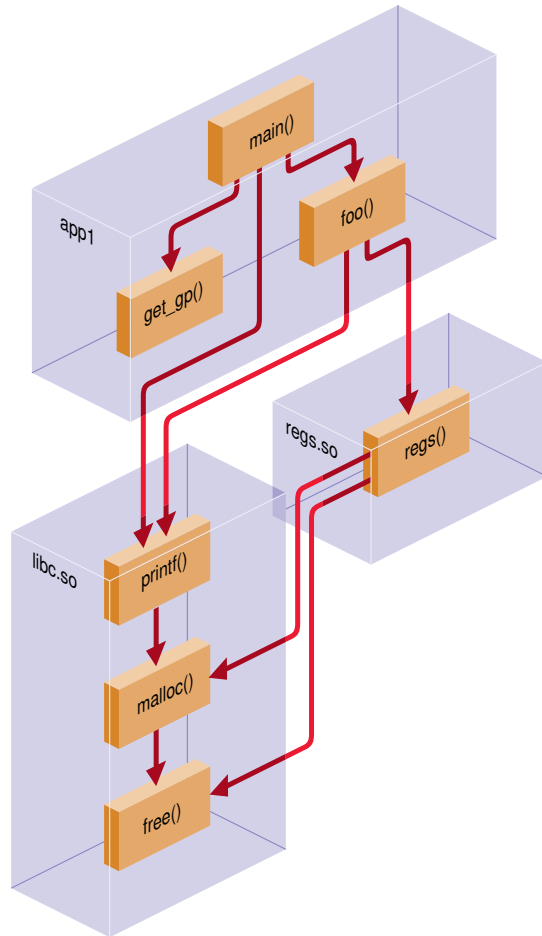 main()
foo()
app1
get_gp()
regs.so
regs()
libc.so
printf()
malloc()
free()